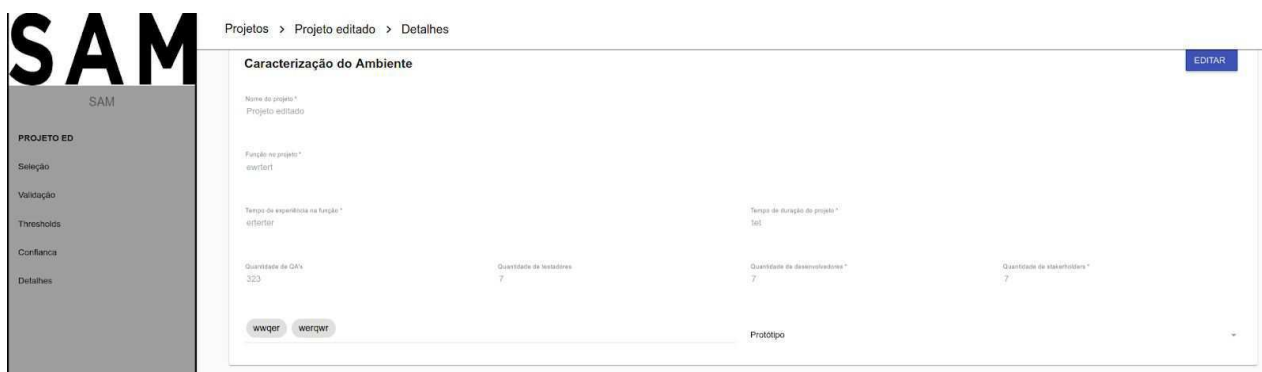 SAM
SAM
PROJETO ED
Seleção
Validação
Thresholds
Confianca
Detalhes
Projetos > Projeto editado > Detalhes
Caracterização do Ambiente
EDITAR
Nome do projeto *
Projeto editado
Função no projeto *
ewrtert
Tempo de experiência na função *
erterter
Tempo de duração do projeto *
tet
Quantidade de QA's
323
Quantidade de testadores
7
Quantidade de desenvolvedores *
7
Quantidade de stakerholders *
7
wwqer werqwr
Protótipo